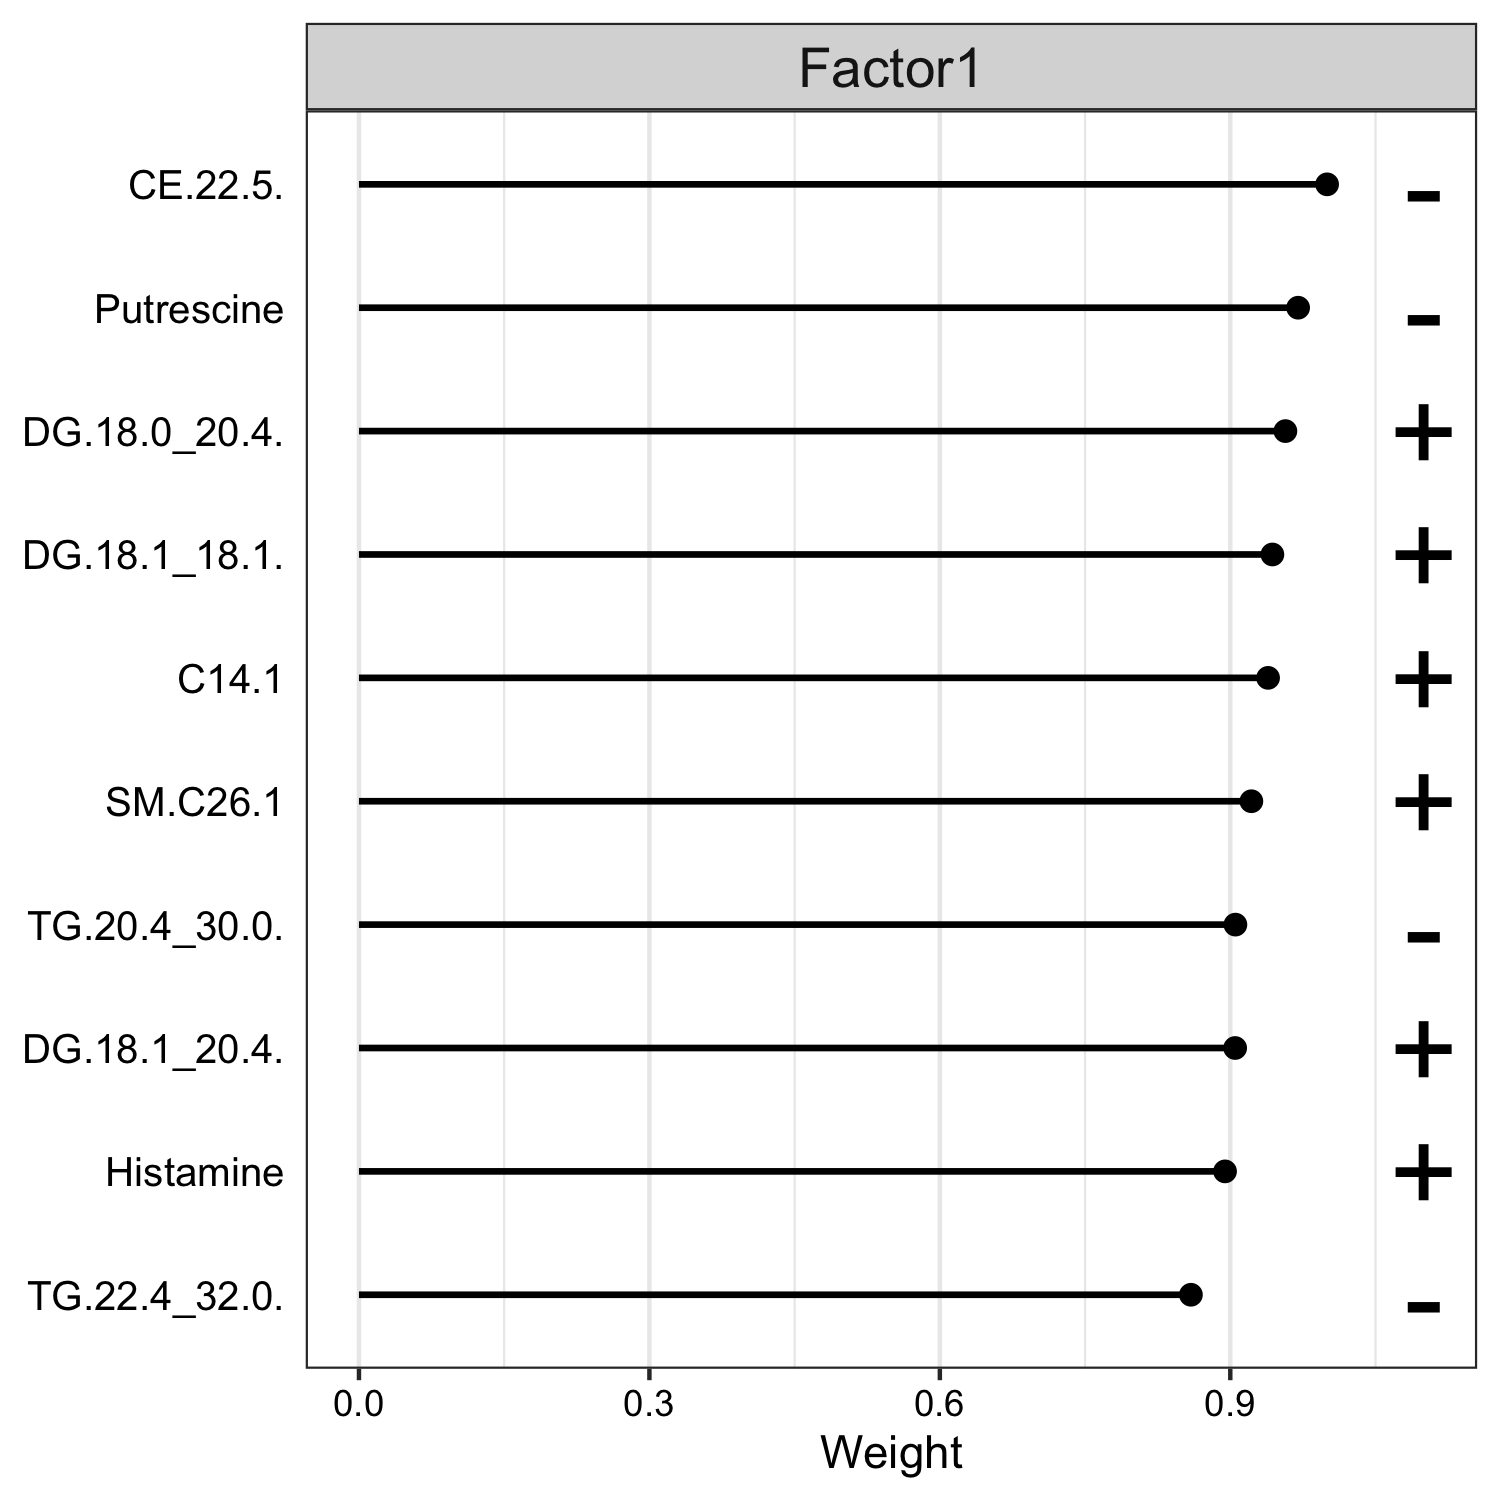 Factor1
CE.22.5. -
Putrescine -
DG.18.0_20.4. +
DG.18.1_18.1. +
C14.1 +
SM.C26.1 +
TG.20.4_30.0. -
DG.18.1_20.4. +
Histamine +
TG.22.4_32.0. -
0.0 0.3 0.6 0.9
Weight